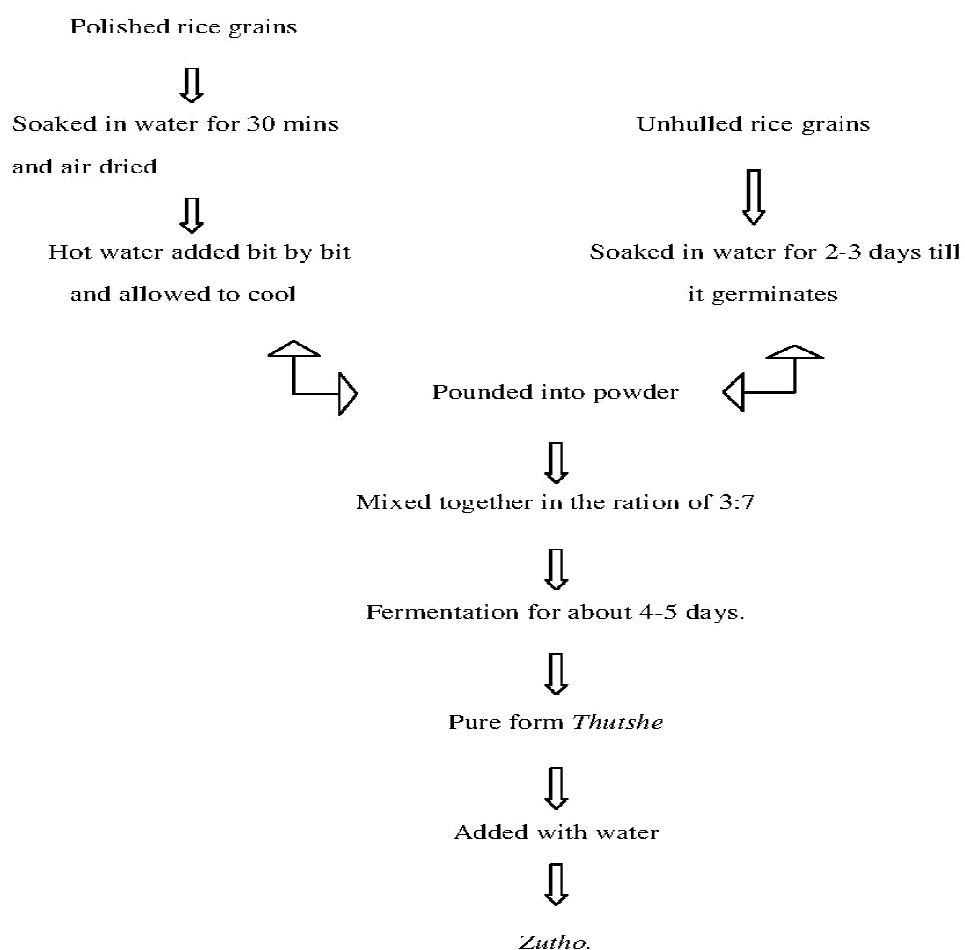 Polished rice grains
Soaked in water for 30 mins
and air dried
Hot water added bit by bit
and allowed to cool
Unhulled rice grains
Soaked in water for 2-3 days till
it germinates
Pounded into powder
Mixed together in the ration of 3:7
Fermentation for about 4-5 days.
Pure form Thutshe
Added with water
Zutho.